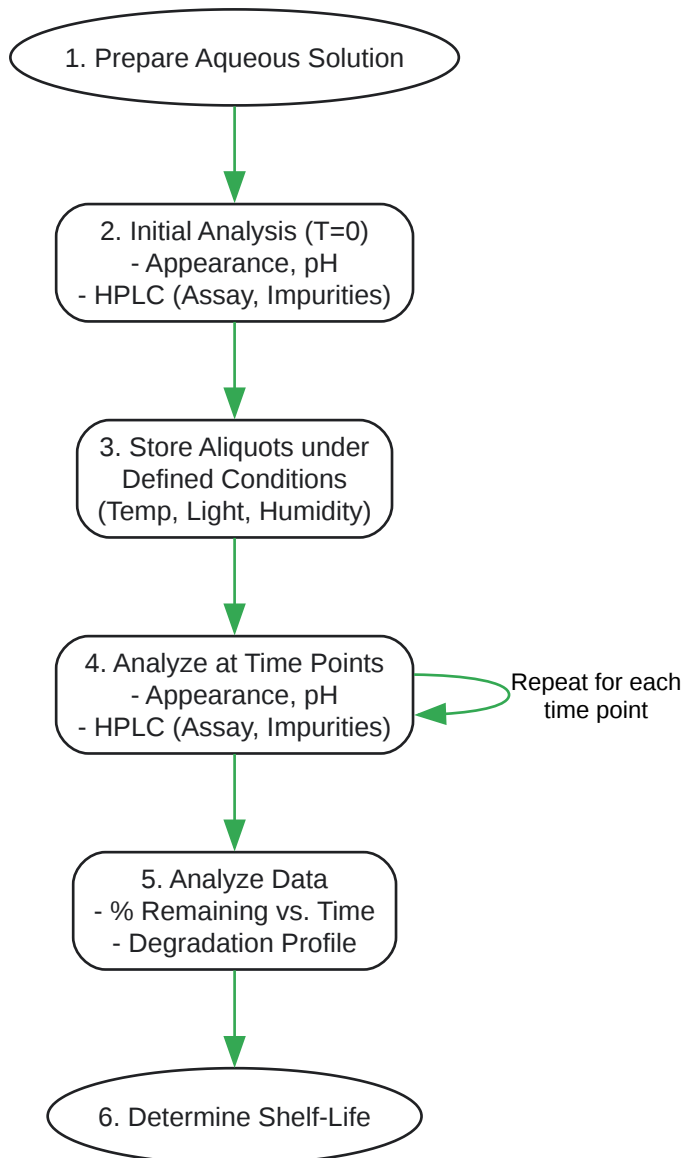 1. Prepare Aqueous Solution
2. Initial Analysis (T=0)
- Appearance, pH
- HPLC (Assay, Impurities)
3. Store Aliquots under
Defined Conditions
(Temp, Light, Humidity)
4. Analyze at Time Points
- Appearance, pH
- HPLC (Assay, Impurities)
Repeat for each
time point
5. Analyze Data
- % Remaining vs. Time
- Degradation Profile
6. Determine Shelf-Life